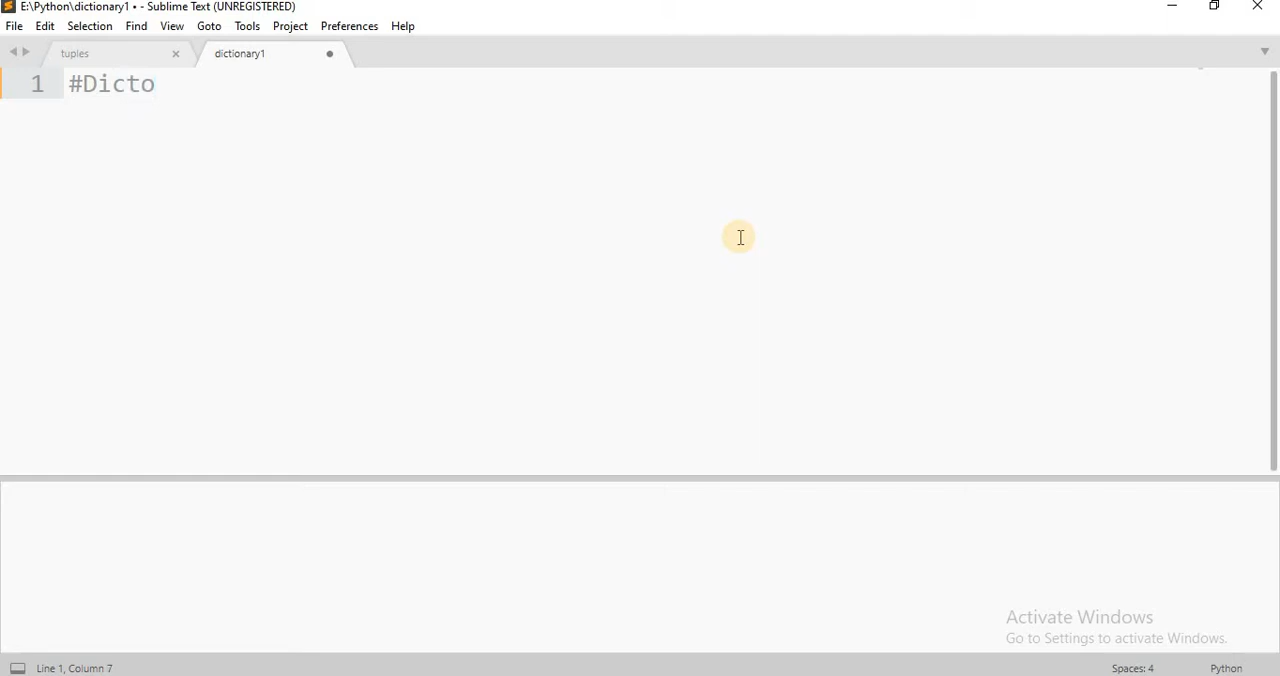 E:\Python\dictionary1 • - Sublime Text (UNREGISTERED)
File Edit Selection Find View Goto Tools Project Preferences Help
tuples dictionary1
1 #Dicto
Activate Windows
Go to Settings to activate Windows.
Line 1, Column 7 Spaces: 4 Python